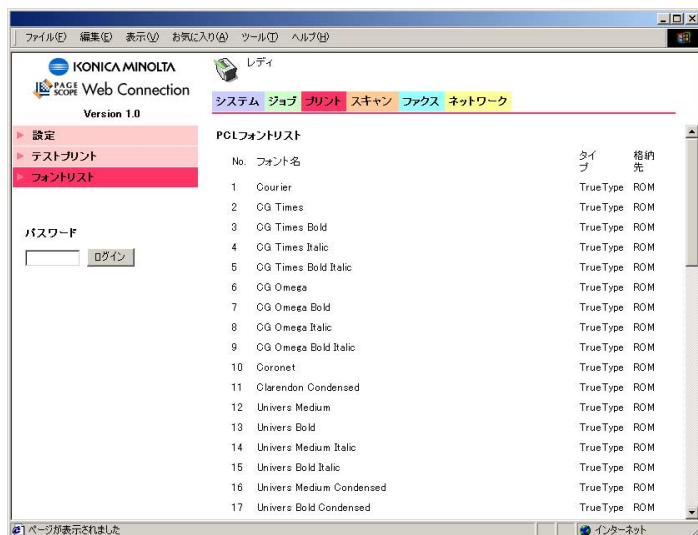 ファイル(F) 編集(E) 表示(V) お気に入り(A) ツール(T) ヘルプ(H)
KONICA MINOLTA
PAGE SCOPE Web Connection
Version 1.0
レディ
システム ジョブ プリント スキャン ファクス ネットワーク
設定
テストプリント
フォントリスト
パスワード
ログイン
PCLフォントリスト
No. フォント名 タイプ 格納先
1 Courier TrueType ROM
2 CG Times TrueType ROM
3 CG Times Bold TrueType ROM
4 CG Times Italic TrueType ROM
5 CG Times Bold Italic TrueType ROM
6 CG Omega TrueType ROM
7 CG Omega Bold TrueType ROM
8 CG Omega Italic TrueType ROM
9 CG Omega Bold Italic TrueType ROM
10 Coronet TrueType ROM
11 Clarendon Condensed TrueType ROM
12 Univers Medium TrueType ROM
13 Univers Bold TrueType ROM
14 Univers Medium Italic TrueType ROM
15 Univers Bold Italic TrueType ROM
16 Univers Medium Condensed TrueType ROM
17 Univers Bold Condensed TrueType ROM
ページが表示されました インターネット